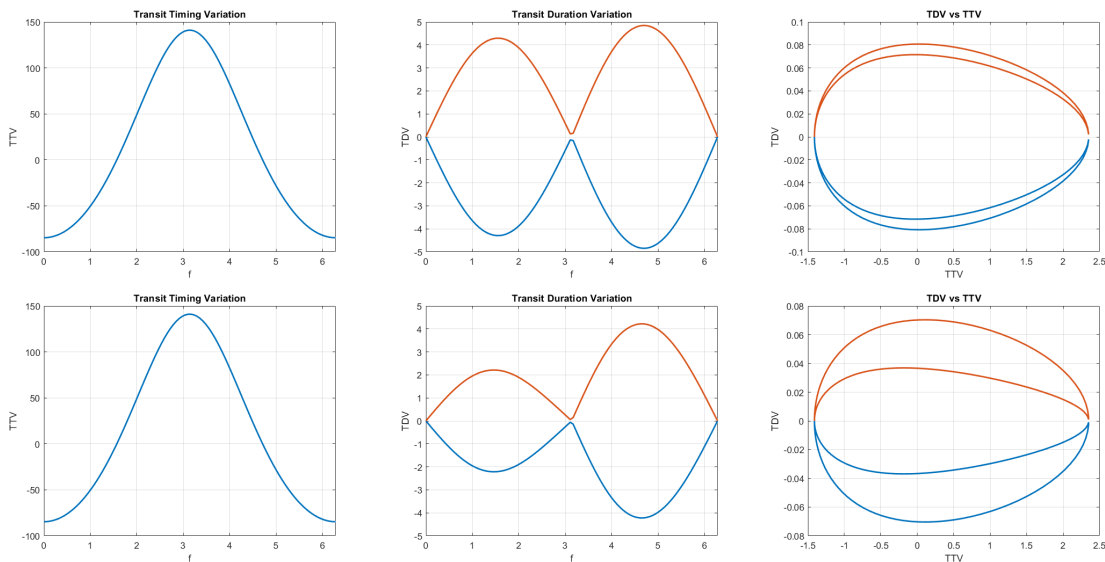 Transit Timing Variation
150
100
50
0
-50
-100
0 1 2 3 4 5 6
TTV
f
Transit Duration Variation
5
4
3
2
1
0
-1
-2
-3
-4
-5
0 1 2 3 4 5 6
TDV
f
TDV vs TTV
0.1
0.08
0.06
0.04
0.02
0
-0.02
-0.04
-0.06
-0.08
0.1
-1.5 -1 -0.5 0 0.5 1 1.5 2 2.5
TDV
TTV
Transit Timing Variation
150
100
50
0
-50
-100
0 1 2 3 4 5 6
TTV
f
Transit Duration Variation
5
4
3
2
1
0
-1
-2
-3
-4
-5
0 1 2 3 4 5 6
TDV
f
TDV vs TTV
0.08
0.06
0.04
0.02
0
-0.02
-0.04
-0.06
-0.08
-1.5 -1 -0.5 0 0.5 1 1.5 2 2.5
TDV
TTV